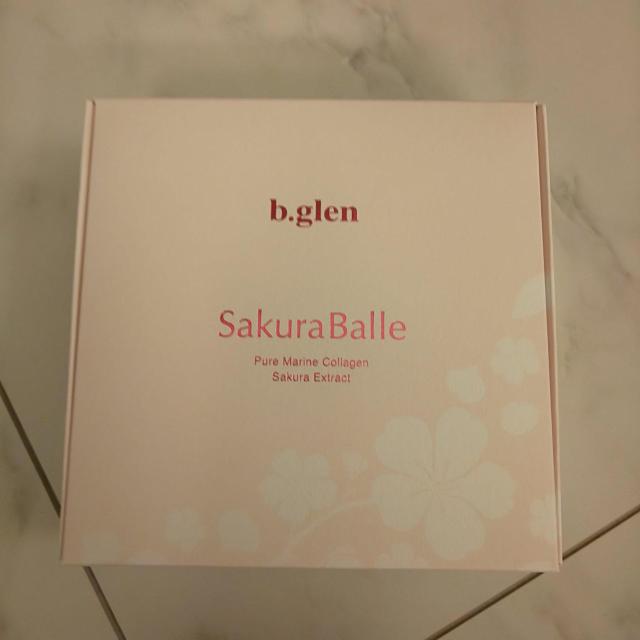 b.glen
SakuraBalle
Pure Marine Collagen
Sakura Extract